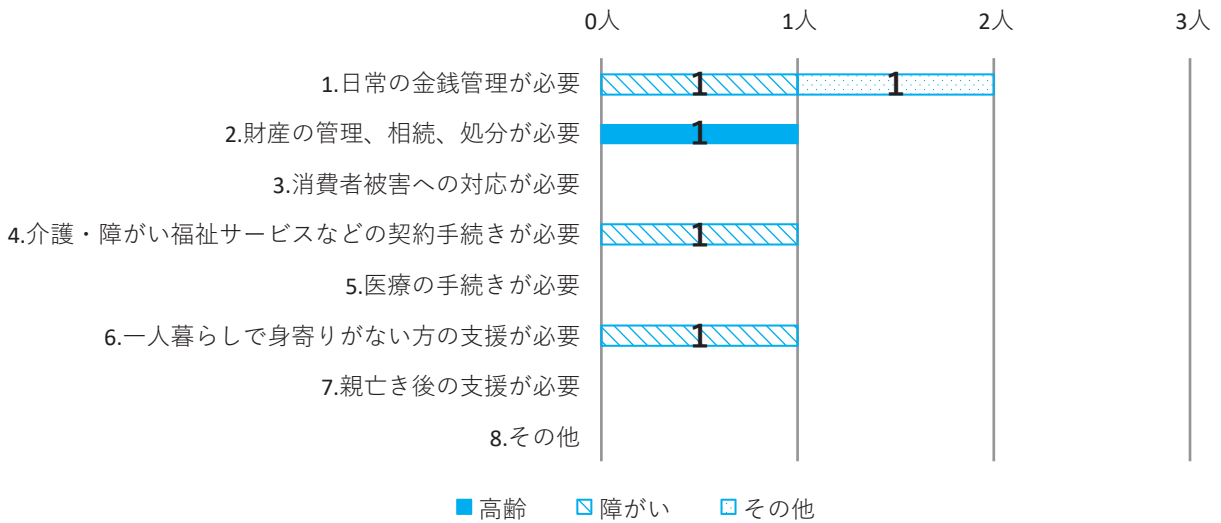 0人 1人 2人 3人
1.日常の金銭管理が必要 1 1
2.財産の管理、相続、処分が必要 1
3.消費者被害への対応が必要
4.介護・障がい福祉サービスなどの契約手続きが必要 1
5.医療の手続きが必要
6.一人暮らしで身寄りがない方の支援が必要 1
7.親亡き後の支援が必要
8.その他
高齢 障がい その他